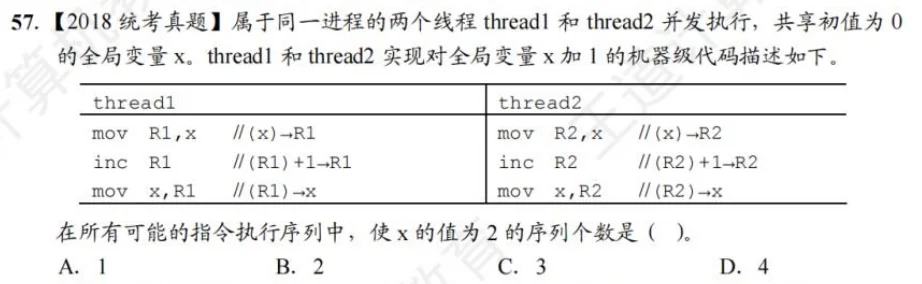 57.【2018 统考真题】属于同一进程的两个线程 thread1 和 thread2 并发执行，共享初值为 0
的全局变量 x。thread1 和 thread2 实现对全局变量 x 加 1 的机器级代码描述如下。
thread1 thread2
mov R1,x //(x)→R1 mov R2,x //(x)→R2
inc R1 //(R1)+1→R1 inc R2 //(R2)+1→R2
mov x,R1 //(R1)→x mov x,R2 //(R2)→x
在所有可能的指令执行序列中，使 x 的值为 2 的序列个数是（ ）。
A. 1 B. 2 C. 3 D. 4